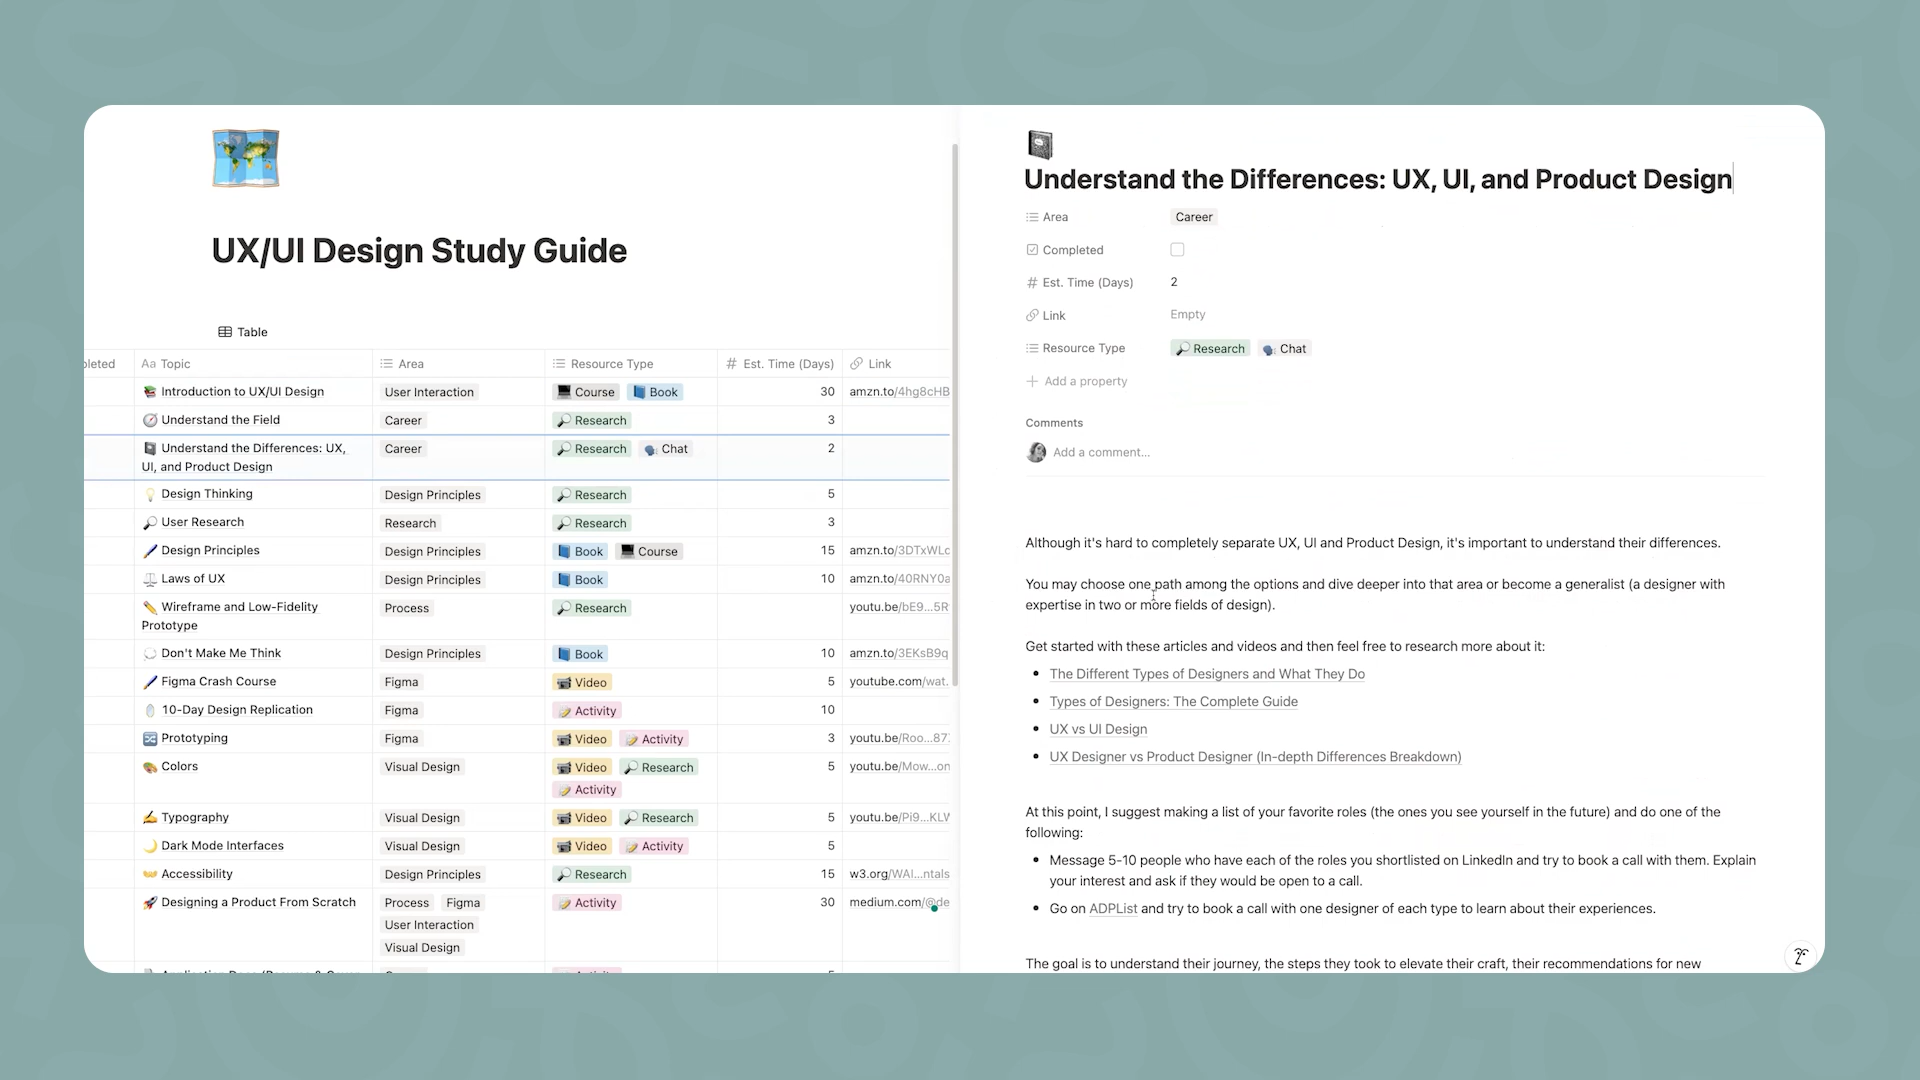 UX/UI Design Study Guide
Table
leted Topic Area Resource Type Est. Time (Days) Link
Introduction to UX/UI Design User Interaction Course Book 30 amzn.to/4hg8cHB
Understand the Field Career Research 3
Understand the Differences: UX, Career Research Chat 2
UI, and Product Design
Design Thinking Design Principles Research 5
User Research Research Research 3
Design Principles Design Principles Book Course 15 amzn.to/3DTxWLc
Laws of UX Design Principles Book 10 amzn.to/40RNY0a
Wireframe and Low-Fidelity Process Research youtu.be/bE9...5R
Prototype
Don't Make Me Think Design Principles Book 10 amzn.to/3EKsB9q
Figma Crash Course Figma Video 5 youtube.com/wat.
10-Day Design Replication Figma Activity 10
Prototyping Figma Video Activity 3 youtu.be/Roo...87
Colors Visual Design Video Research 5 youtu.be/Mow...on
Activity
Typography Visual Design Video Research 5 youtu.be/Pi9...KLW
Dark Mode Interfaces Visual Design Video Activity 5
Accessibility Design Principles Research 15 w3.org/WAI...ntals
Designing a Product From Scratch Process Figma Activity 30 medium.com/@de
User Interaction
Visual Design
Understand the Differences: UX, UI, and Product Design
Area Career
Completed
Est. Time (Days) 2
Link Empty
Resource Type Research Chat
Add a property
Comments
Add a comment...
Although it's hard to completely separate UX, UI and Product Design, it's important to understand their differences.
You may choose one path among the options and dive deeper into that area or become a generalist (a designer with
expertise in two or more fields of design).
Get started with these articles and videos and then feel free to research more about it:
The Different Types of Designers and What They Do
Types of Designers: The Complete Guide
UX vs UI Design
UX Designer vs Product Designer (In-depth Differences Breakdown)
At this point, I suggest making a list of your favorite roles (the ones you see yourself in the future) and do one of the
following:
Message 5-10 people who have each of the roles you shortlisted on LinkedIn and try to book a call with them. Explain
your interest and ask if they would be open to a call.
Go on ADPList and try to book a call with one designer of each type to learn about their experiences.
The goal is to understand their journey, the steps they took to elevate their craft, their recommendations for new